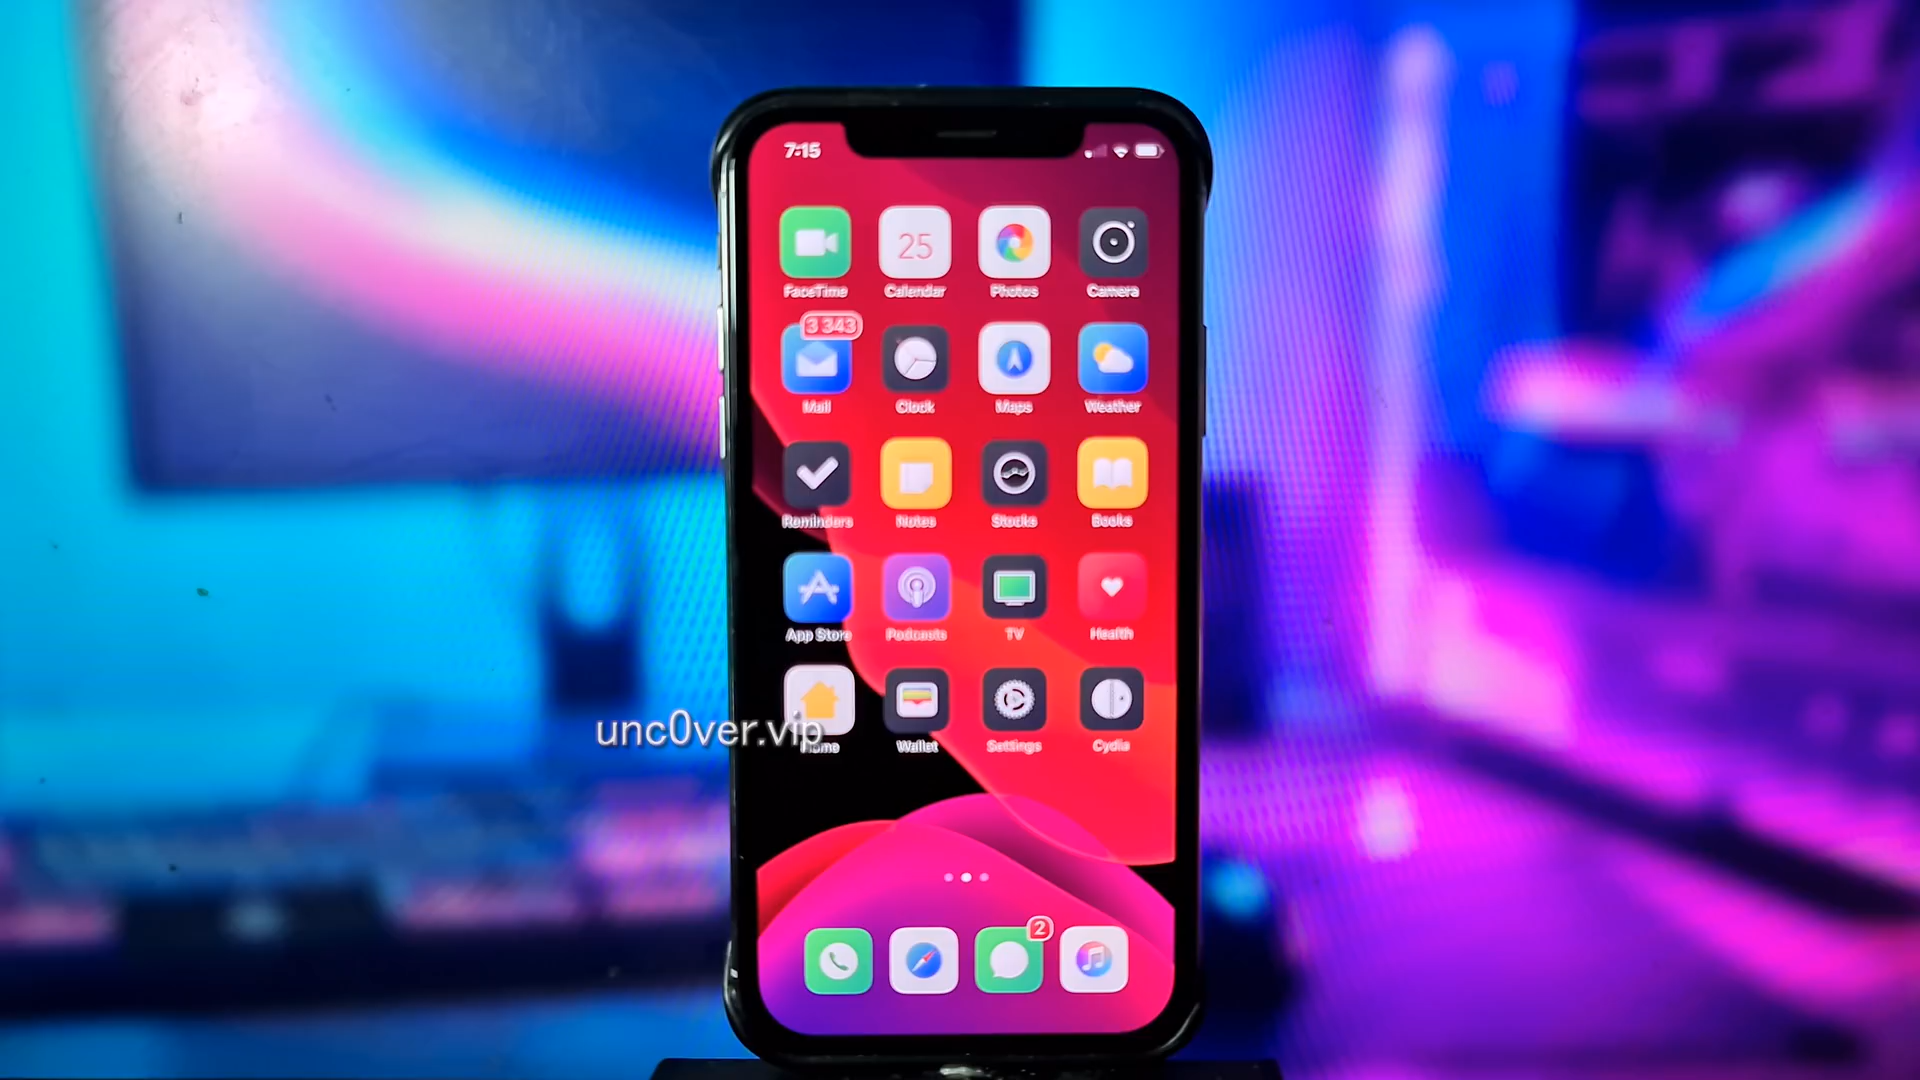 7:15
25
FaceTime Calendar Photos Camera
3 343
Mail Clock Maps Weather
Reminders Notes Stocks Books
App Store Podcasts TV Health
unc0ver.vip
Home Wallet Settings Cydia
2